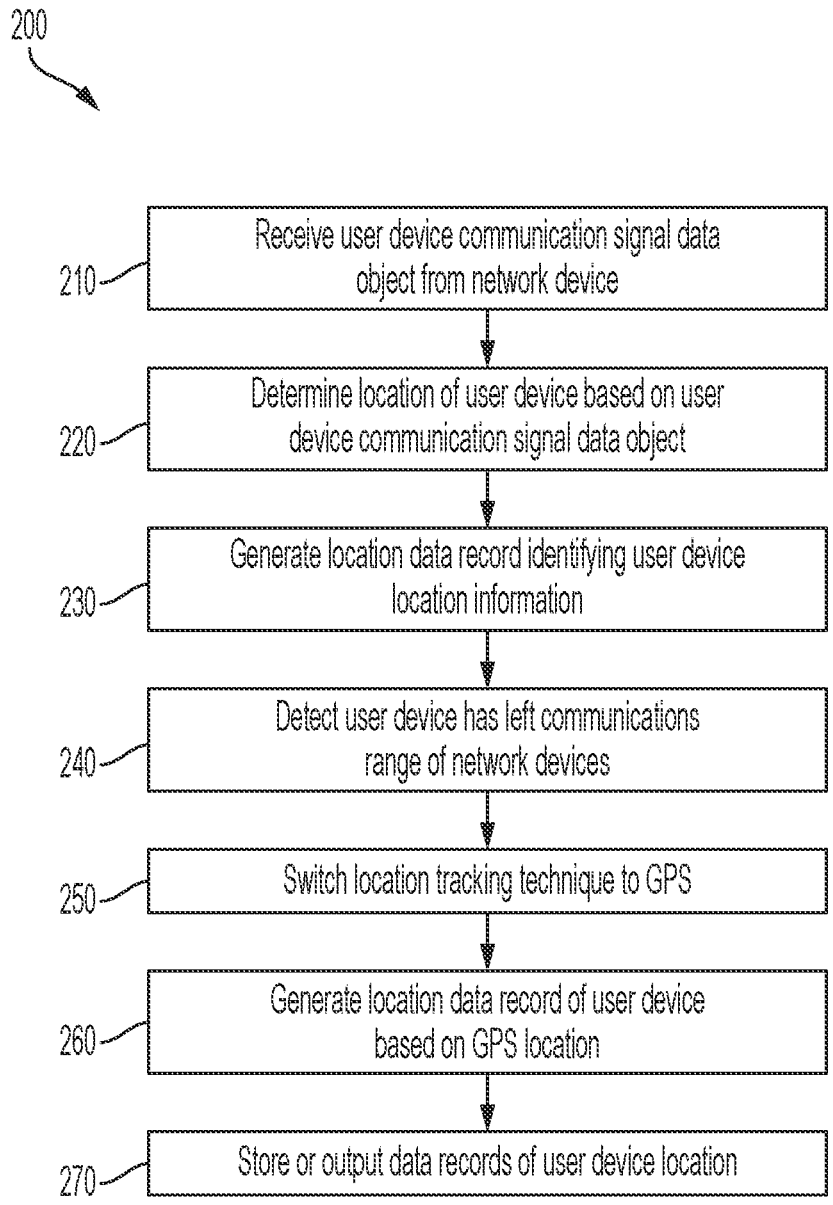 200
Receive user device communication signal data
object from network device
210
Determine location of user device based on user
device communication signal data object
220
Generate location data record identifying user device
location information
230
Detect user device has left communications
range of network devices
240
Switch location tracking technique to GPS
250
Generate location data record of user device
based on GPS location
260
Store or output data records of user device location
270